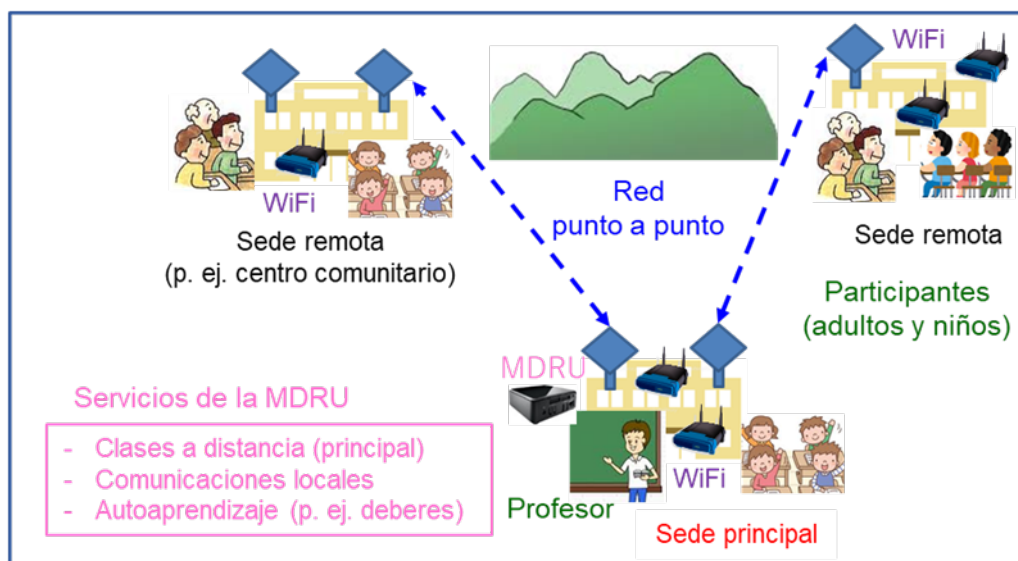 WiFi
WiFi
Sede remota
(p. ej. centro comunitario)
Red
punto a punto
Sede remota
Participantes
(adultos y niños)
MDRU
Servicios de la MDRU
- Clases a distancia (principal)
- Comunicaciones locales
- Autoaprendizaje (p. ej. deberes)
WiFi
Profesor
Sede principal